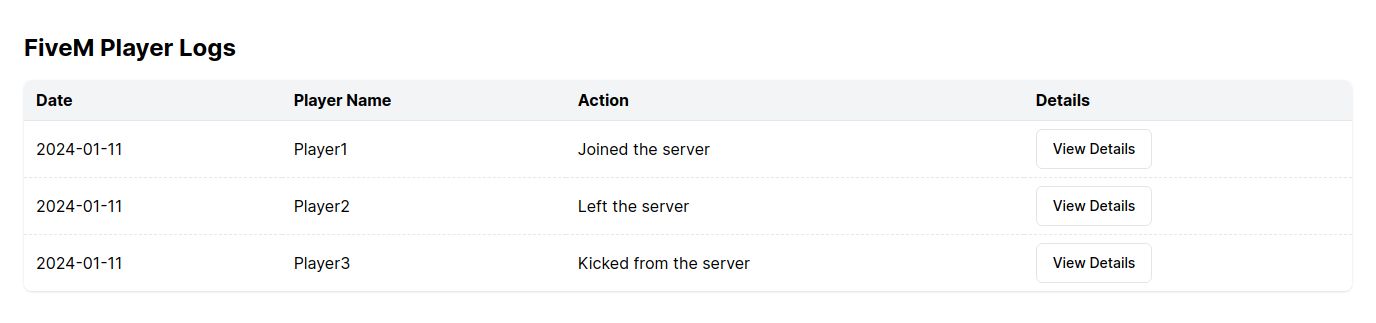 FiveM Player Logs
Date Player Name Action Details
2024-01-11 Player1 Joined the server View Details
2024-01-11 Player2 Left the server View Details
2024-01-11 Player3 Kicked from the server View Details